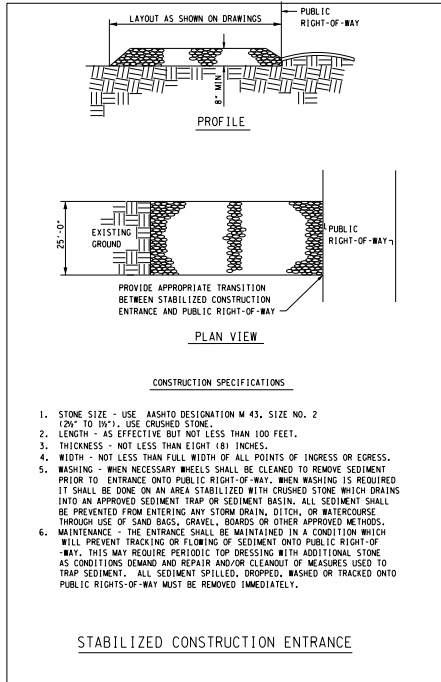 LAYOUT AS SHOWN ON DRAWINGS
PUBLIC
RIGHT-OF-WAY
8" MIN
PROFILE
25'-0"
EXISTING
GROUND
PUBLIC
RIGHT-OF-WAY
PROVIDE APPROPRIATE TRANSITION
BETWEEN STABILIZED CONSTRUCTION
ENTRANCE AND PUBLIC RIGHT-OF-WAY
PLAN VIEW
CONSTRUCTION SPECIFICATIONS
1. STONE SIZE - USE AASHTO DESIGNATION M 43, SIZE NO. 2
(2½" TO 1½"). USE CRUSHED STONE.
2. LENGTH - AS EFFECTIVE BUT NOT LESS THAN 100 FEET.
3. THICKNESS - NOT LESS THAN EIGHT (8) INCHES.
4. WIDTH - NOT LESS THAN FULL WIDTH OF ALL POINTS OF INGRESS OR EGRESS.
5. WASHING - WHEN NECESSARY WHEELS SHALL BE CLEANED TO REMOVE SEDIMENT
PRIOR TO ENTRANCE ONTO PUBLIC RIGHT-OF-WAY. WHEN WASHING IS REQUIRED
IT SHALL BE DONE ON AN AREA STABILIZED WITH CRUSHED STONE WHICH DRAINS
INTO AN APPROVED SEDIMENT TRAP OR SEDIMENT BASIN. ALL SEDIMENT SHALL
BE PREVENTED FROM ENTERING ANY STORM DRAIN, DITCH, OR WATERCOURSE
THROUGH USE OF SAND BAGS, GRAVEL, BOARDS OR OTHER APPROVED METHODS.
6. MAINTENANCE - THE ENTRANCE SHALL BE MAINTAINED IN A CONDITION WHICH
WILL PREVENT TRACKING OR FLOWING OF SEDIMENT ONTO PUBLIC RIGHT-OF
-WAY. THIS MAY REQUIRE PERIODIC TOP DRESSING WITH ADDITIONAL STONE
AS CONDITIONS DEMAND AND REPAIR AND/OR CLEANOUT OF MEASURES USED TO
TRAP SEDIMENT. ALL SEDIMENT SPILLED, DROPPED, WASHED OR TRACKED ONTO
PUBLIC RIGHTS-OF-WAY MUST BE REMOVED IMMEDIATELY.
STABILIZED CONSTRUCTION ENTRANCE